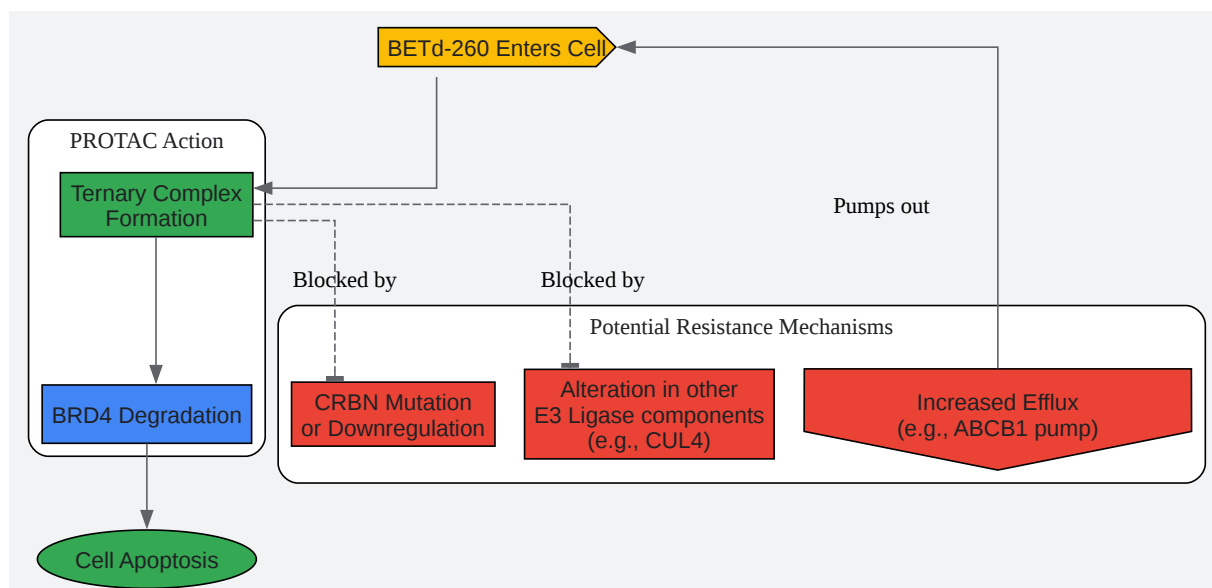 BETd-260 Enters Cell
PROTAC Action
Ternary Complex
Formation
Pumps out
Blocked by
Blocked by
Potential Resistance Mechanisms
BRD4 Degradation
CRBN Mutation
or Downregulation
Alteration in other
E3 Ligase components
(e.g., CUL4)
Increased Efflux
(e.g., ABCB1 pump)
Cell Apoptosis